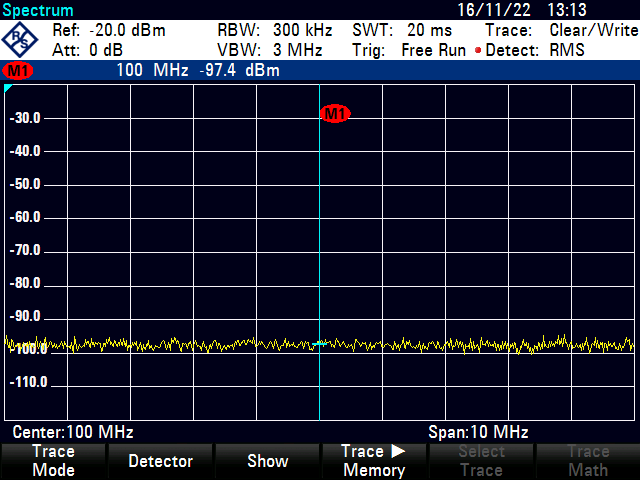 Spectrum 16/11/22 13:13
R&S Ref: -20.0 dBm RBW: 300 kHz SWT: 20 ms Trace: Clear/Write
Att: 0 dB VBW: 3 MHz Trig: Free Run Detect: RMS
M1 100 MHz -97.4 dBm
M1
-30.0
-40.0
-50.0
-60.0
-70.0
-80.0
-90.0
-100.0
-110.0
Center:100 MHz Span:10 MHz
Trace Mode
Detector
Show
Trace ▶ Memory
Select Trace
Trace Math